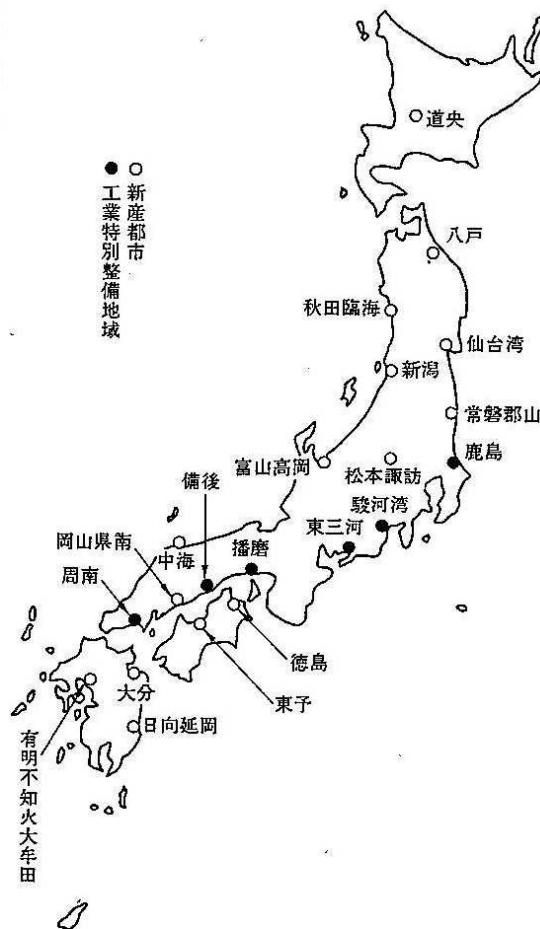 ○ 新産都市
● 工業特別整備地域
道央
八戸
秋田臨海
仙台湾
新潟
常磐郡山
富山高岡
松本諏訪
鹿島
備後
駿河湾
岡山県南
中海
播磨
東三河
周南
徳島
大分
東予
日向延岡
有明不知火大牟田